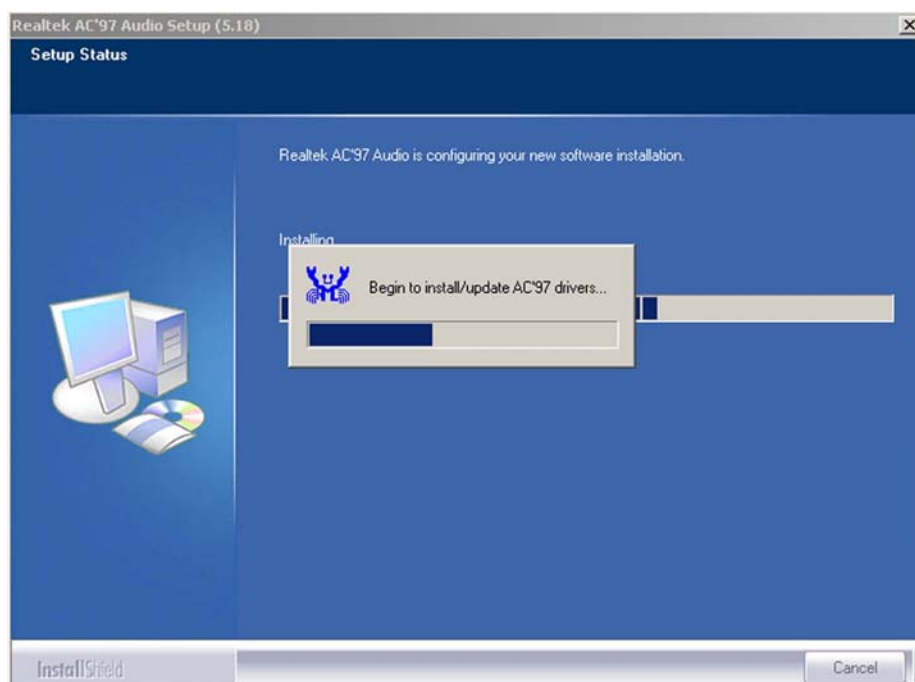 Realtek AC'97 Audio Setup (5.18)
Setup Status
Realtek AC'97 Audio is configuring your new software installation.
Installing
Begin to install/update AC'97 drivers...
InstallShield
Cancel